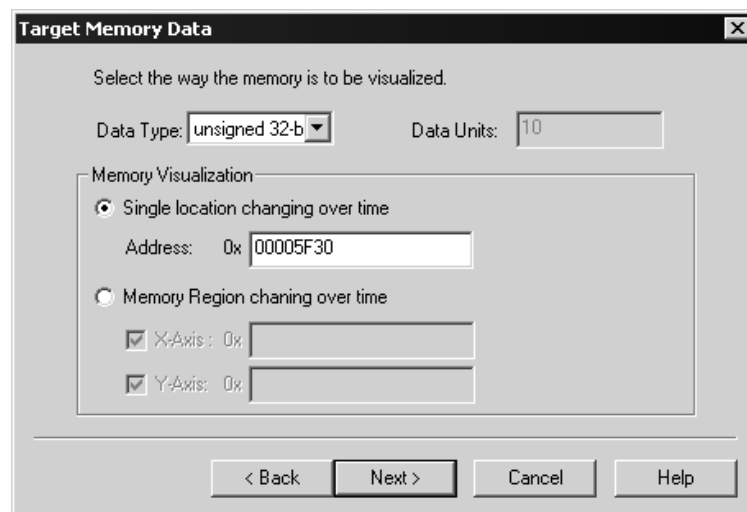 Target Memory Data
Select the way the memory is to be visualized.
Data Type: unsigned 32-b Data Units: 10
Memory Visualization
Single location changing over time
Address: 0x 00005F30
Memory Region chaning over time
X-Axis : 0x
Y-Axis: 0x
< Back Next > Cancel Help